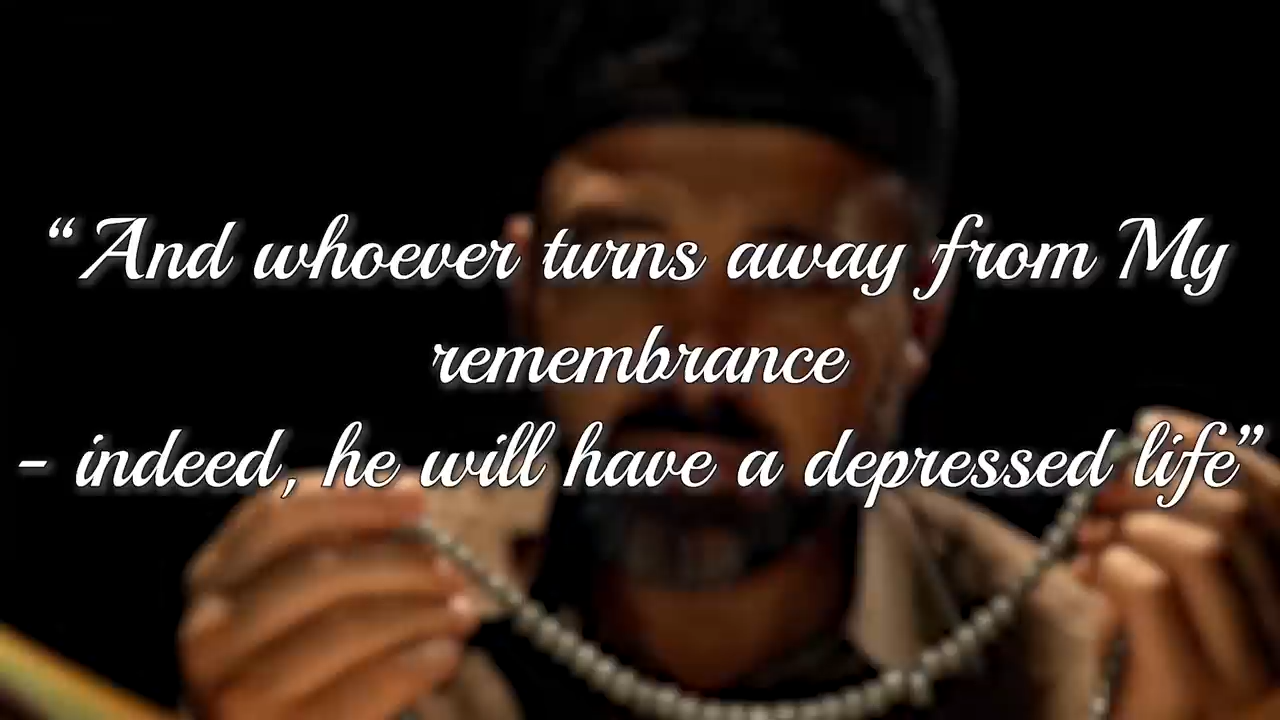 “And whoever turns away from My
remembrance
- indeed, he will have a depressed life”